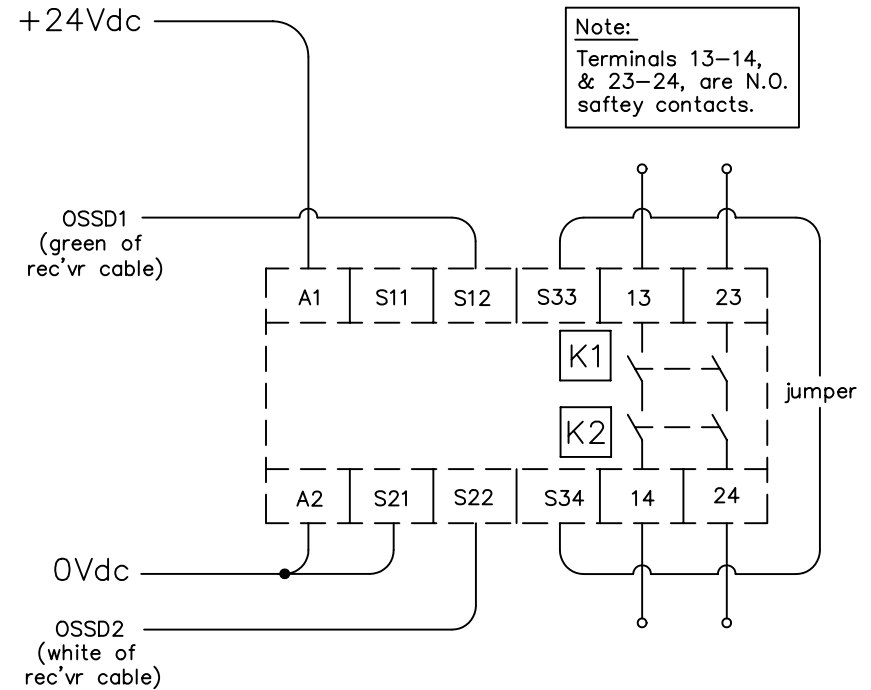 +24Vdc
Note:
Terminals 13-14,
& 23-24, are N.O.
saftey contacts.
OSSD1
(green of
rec'vr cable)
A1 S11 S12 S33 13 23
K1
jumper
K2
A2 S21 S22 S34 14 24
0Vdc
OSSD2
(white of
rec'vr cable)